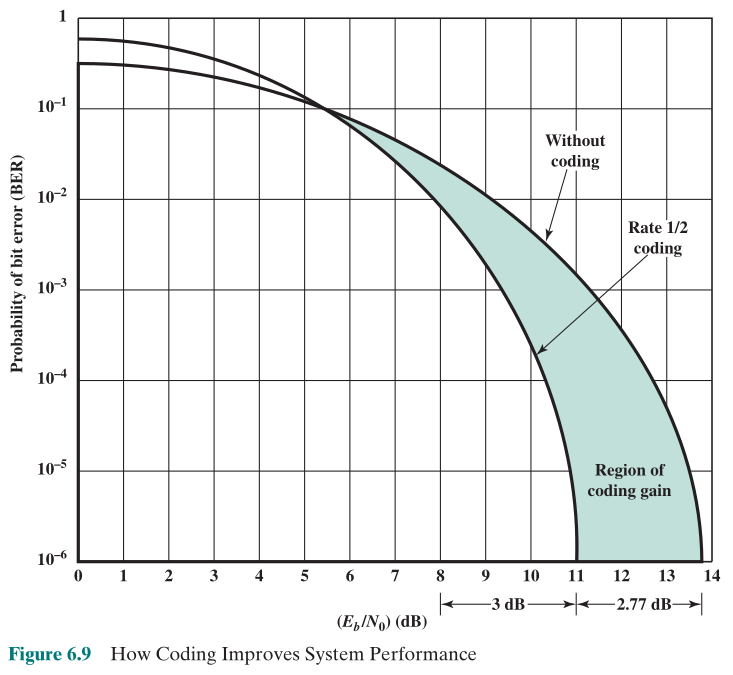 1
10⁻¹
10⁻²
10⁻³
10⁻⁴
10⁻⁵
10⁻⁶
Probability of bit error (BER)
Without
coding
Rate 1/2
coding
Region of
coding gain
0 1 2 3 4 5 6 7 8 9 10 11 12 13 14
3 dB 2.77 dB
(E_b/N_0) (dB)
Figure 6.9 How Coding Improves System Performance